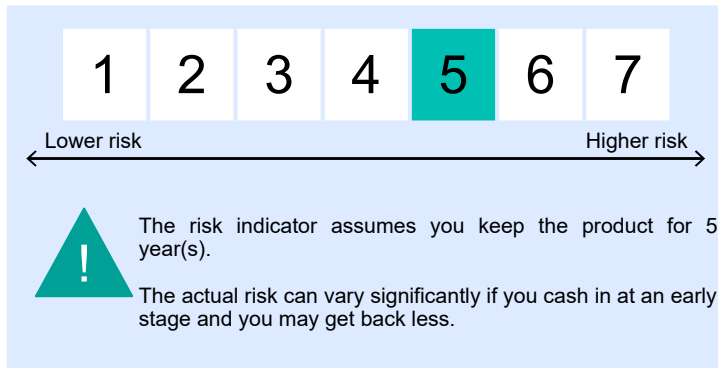 1 2 3 4 5 6 7
Lower risk Higher risk
!
The risk indicator assumes you keep the product for 5
year(s).
The actual risk can vary significantly if you cash in at an early
stage and you may get back less.